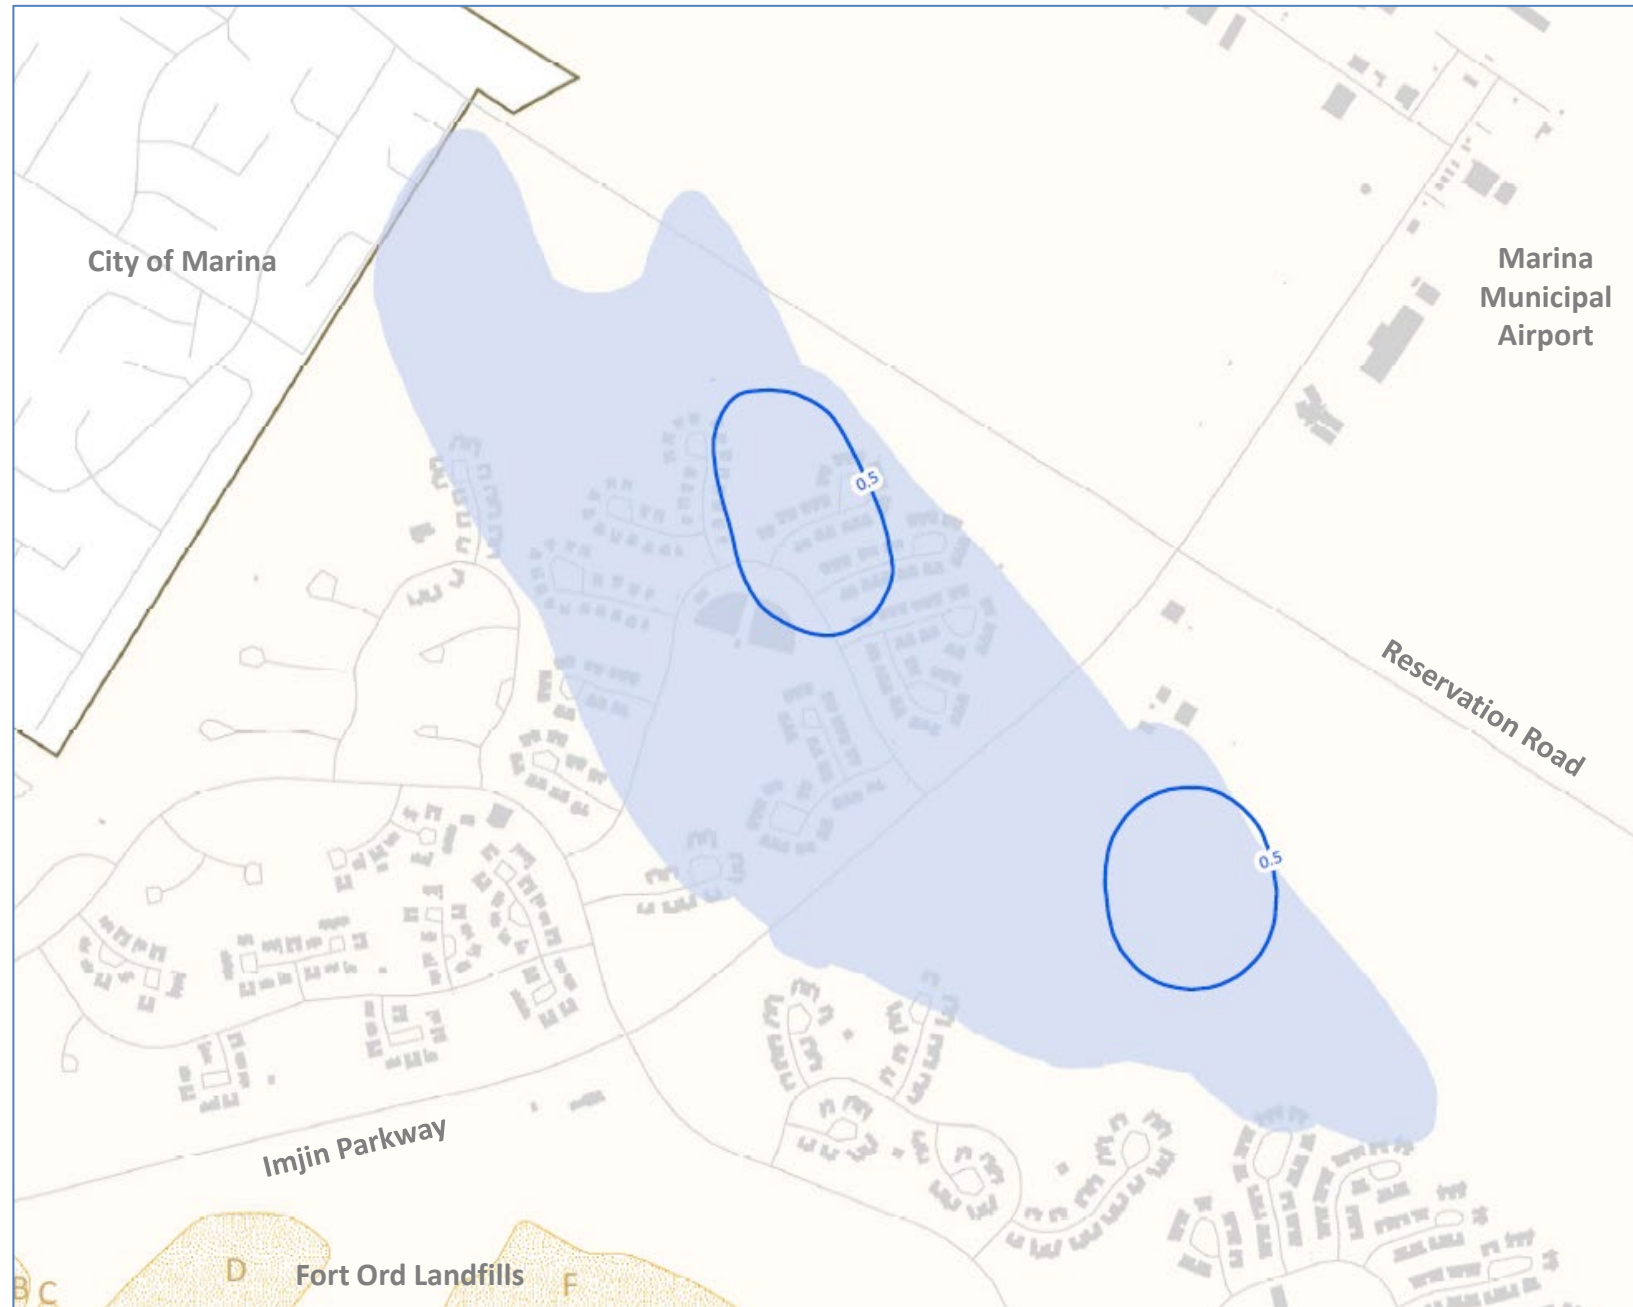 City of Marina
Marina
Municipal
Airport
0.5
Reservation Road
0.5
Imjin Parkway
B C
D
Fort Ord Landfills
F